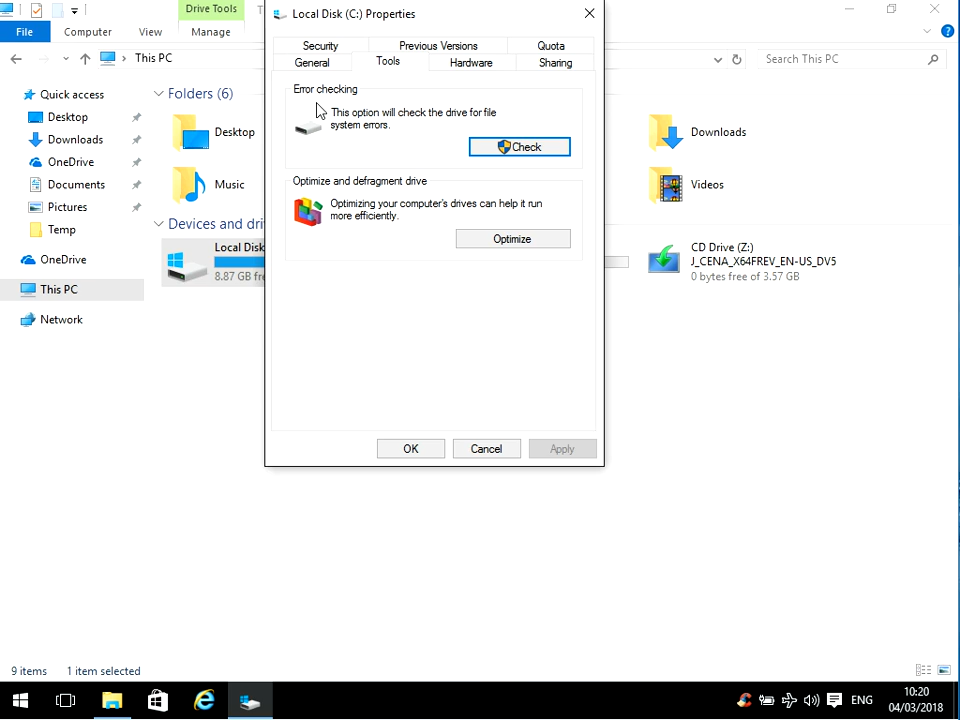 Drive Tools
File
Computer
View
Manage
This PC
Search This PC
Quick access
Desktop
Downloads
OneDrive
Documents
Pictures
Temp
OneDrive
This PC
Network
Folders (6)
Desktop
Music
Devices and dri
Local Disk
8.87 GB fre
Downloads
Videos
CD Drive (Z:)
J_CENA_X64FREV_EN-US_DV5
0 bytes free of 3.57 GB
Local Disk (C:) Properties
Security
Previous Versions
Quota
General
Tools
Hardware
Sharing
Error checking
This option will check the drive for file
system errors.
Check
Optimize and defragment drive
Optimizing your computer's drives can help it run
more efficiently.
Optimize
OK
Cancel
Apply
9 items
1 item selected
ENG
10:20
04/03/2018